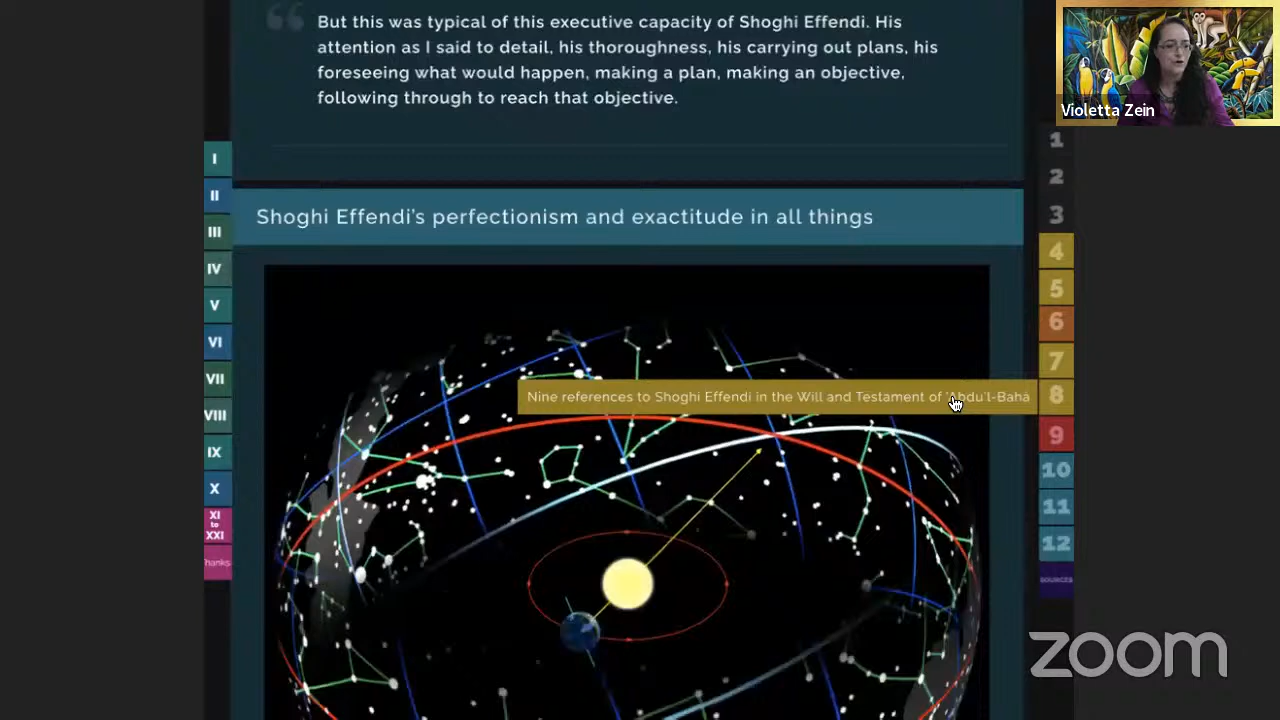 But this was typical of this executive capacity of Shoghi Effendi. His
attention as I said to detail, his thoroughness, his carrying out plans, his
foreseeing what would happen, making a plan, making an objective,
following through to reach that objective.
Violetta Zein
I
II
III
IV
V
VI
VII
VIII
IX
X
XI
to
XXI
Thanks
Shoghi Effendi's perfectionism and exactitude in all things
Nine references to Shoghi Effendi in the Will and Testament of 'Abdu'l-Bahá
1
2
3
4
5
6
7
8
9
10
11
12
SOURCES
zoom